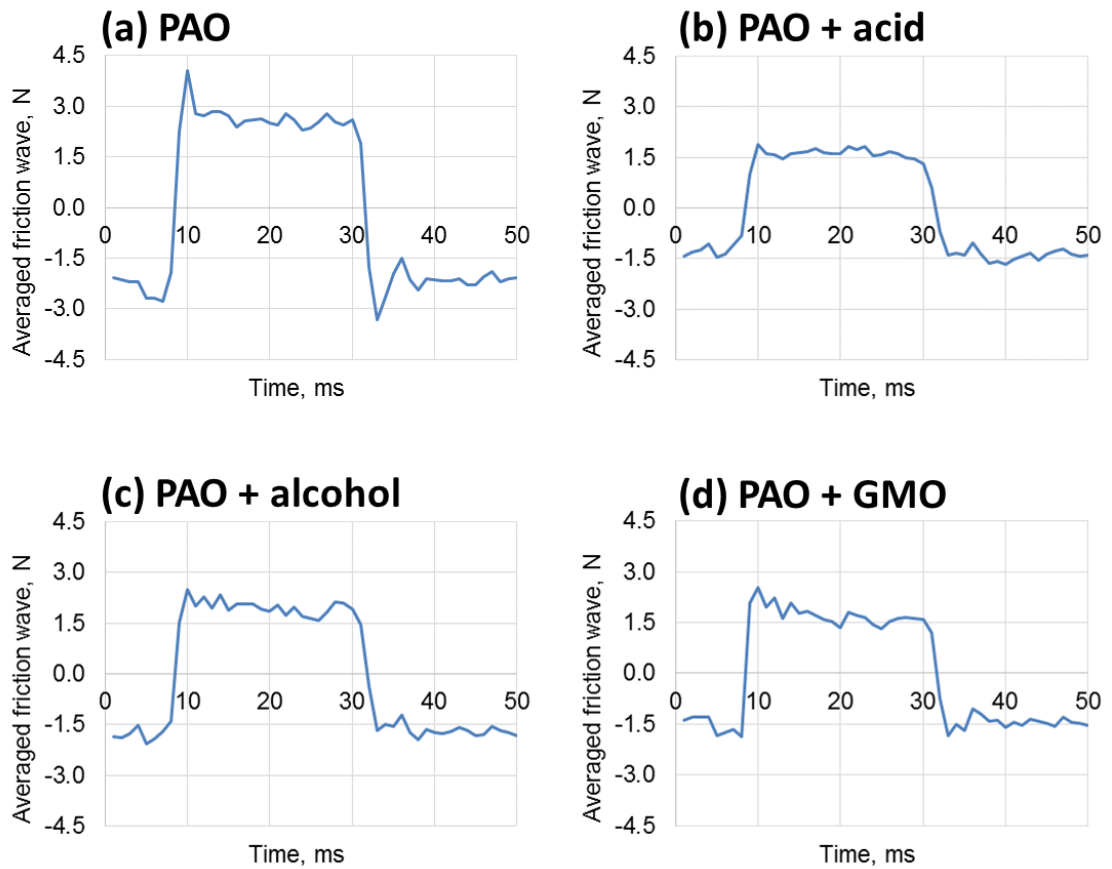 (a) PAO
Averaged friction wave, N
4.5
3.0
1.5
0.0
-1.5
-3.0
-4.5
0 10 20 30 40 50
Time, ms
(b) PAO + acid
Averaged friction wave, N
4.5
3.0
1.5
0.0
-1.5
-3.0
-4.5
0 10 20 30 40 50
Time, ms
(c) PAO + alcohol
Averaged friction wave, N
4.5
3.0
1.5
0.0
-1.5
-3.0
-4.5
0 10 20 30 40 50
Time, ms
(d) PAO + GMO
Averaged friction wave, N
4.5
3.0
1.5
0.0
-1.5
-3.0
-4.5
0 10 20 30 40 50
Time, ms